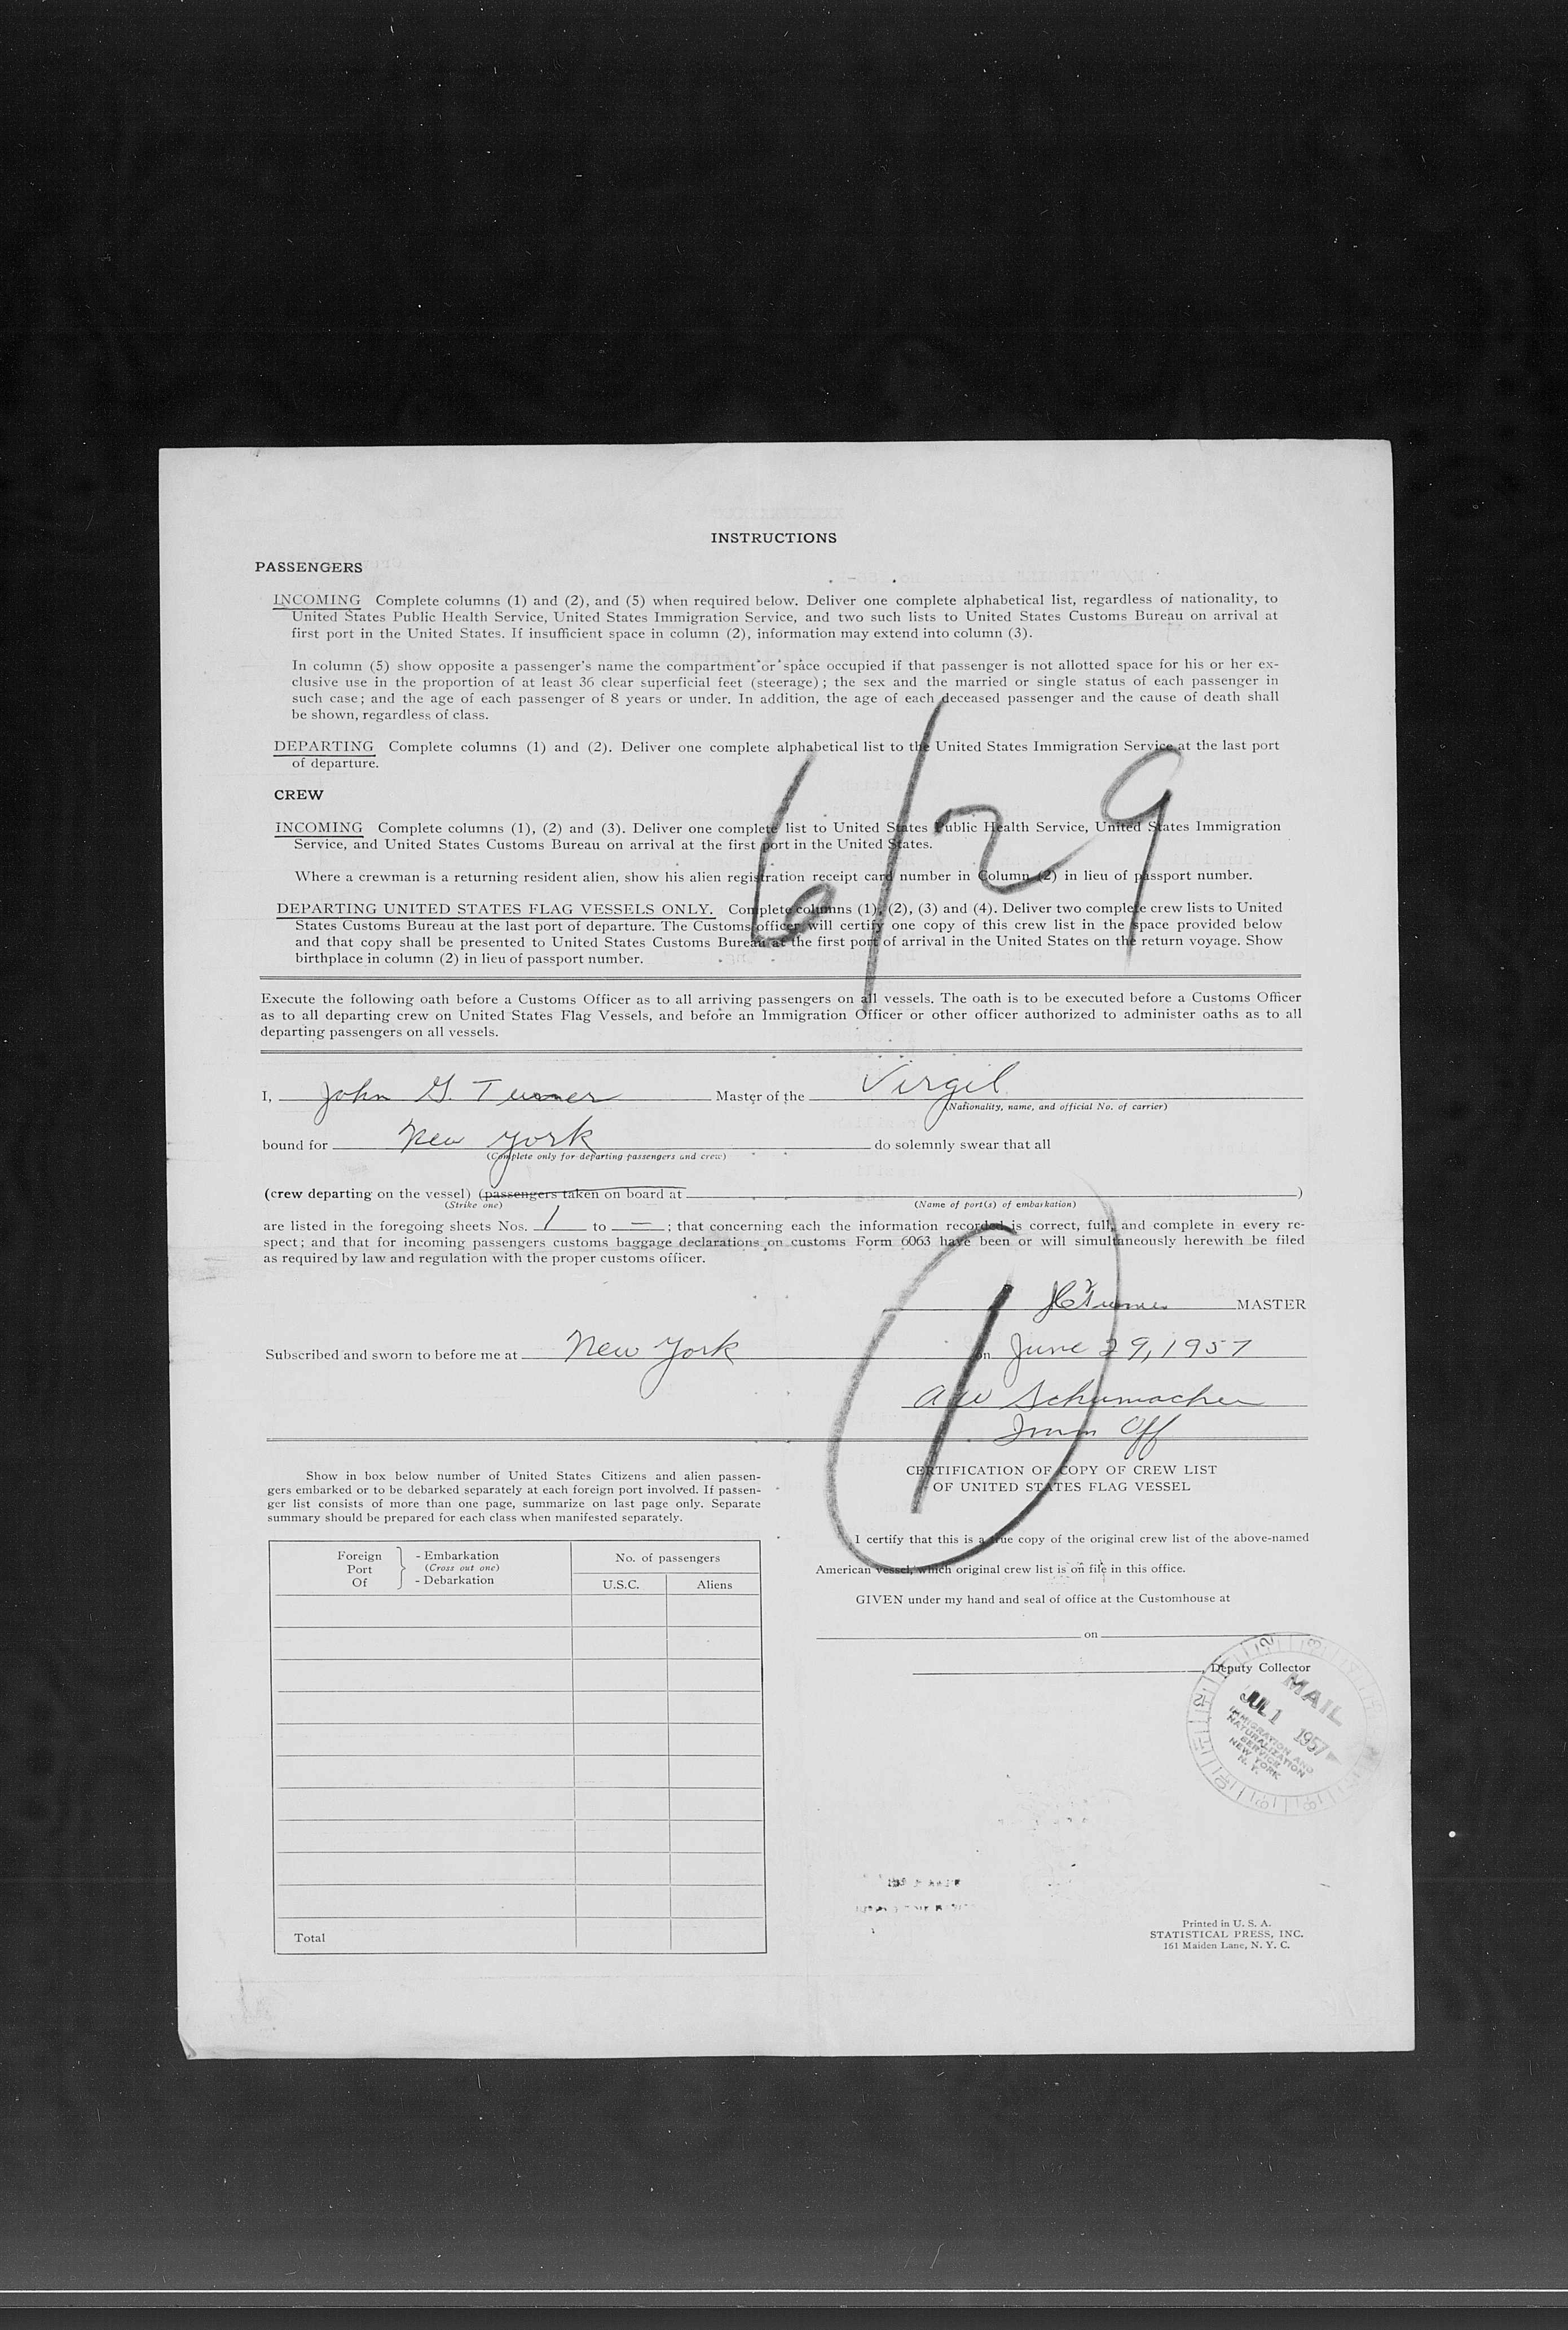 INSTRUCTIONS
PASSENGERS
INCOMING Complete columns (1) and (2), and (5) when required below. Deliver one complete alphabetical list, regardless of nationality, to
United States Public Health Service, United States Immigration Service, and two such lists to United States Customs Bureau on arrival at
first port in the United States. If insufficient space in column (2), information may extend into column (3).
In column (5) show opposite a passenger's name the compartment or space occupied if that passenger is not allotted space for his or her ex-
clusive use in the proportion of at least 36 clear superficial feet (steerage); the sex and the married or single status of each passenger in
such case; and the age of each passenger of 8 years or under. In addition, the age of each deceased passenger and the cause of death shall
be shown, regardless of class.
DEPARTING Complete columns (1) and (2). Deliver one complete alphabetical list to the United States Immigration Service at the last port
of departure.
6/29
CREW
INCOMING Complete columns (1), (2) and (3). Deliver one complete list to United States Public Health Service, United States Immigration
Service, and United States Customs Bureau on arrival at the first port in the United States.
Where a crewman is a returning resident alien, show his alien registration receipt card number in Column (2) in lieu of passport number.
DEPARTING UNITED STATES FLAG VESSELS ONLY. Complete columns (1), (2), (3) and (4). Deliver two complete crew lists to United
States Customs Bureau at the last port of departure. The Customs officer will certify one copy of this crew list in the space provided below
and that copy shall be presented to United States Customs Bureau at the first port of arrival in the United States on the return voyage. Show
birthplace in column (2) in lieu of passport number.
Execute the following oath before a Customs Officer as to all arriving passengers on all vessels. The oath is to be executed before a Customs Officer
as to all departing crew on United States Flag Vessels, and before an Immigration Officer or other officer authorized to administer oaths as to all
departing passengers on all vessels.
I, John G. Turner Master of the Virgil
(Nationality, name, and official No. of carrier)
bound for New York do solemnly swear that all
(Complete only for departing passengers and crew)
(crew departing on the vessel) (passengers taken on board at )
(Strike one) (Name of port(s) of embarkation)
are listed in the foregoing sheets Nos. 1 to —; that concerning each the information recorded is correct, full, and complete in every re-
spect; and that for incoming passengers customs baggage declarations on customs Form 6063 have been or will simultaneously herewith be filed
as required by law and regulation with the proper customs officer.
1
JG Turner MASTER
Subscribed and sworn to before me at New York on June 29, 1957
A W Schumacher
Immn Off
Show in box below number of United States Citizens and alien passen-
gers embarked or to be debarked separately at each foreign port involved. If passen-
ger list consists of more than one page, summarize on last page only. Separate
summary should be prepared for each class when manifested separately.
Foreign Port Of } - Embarkation (Cross out one) - Debarkation
No. of passengers
U.S.C. Aliens
Total
CERTIFICATION OF COPY OF CREW LIST
OF UNITED STATES FLAG VESSEL
I certify that this is a true copy of the original crew list of the above-named
American vessel, which original crew list is on file in this office.
GIVEN under my hand and seal of office at the Customhouse at
on
, Deputy Collector
MAIL
JUL 1 1957
IMMIGRATION AND
NATURALIZATION
SERVICE
NEW YORK
N. Y.
Printed in U. S. A.
STATISTICAL PRESS, INC.
161 Maiden Lane, N. Y. C.